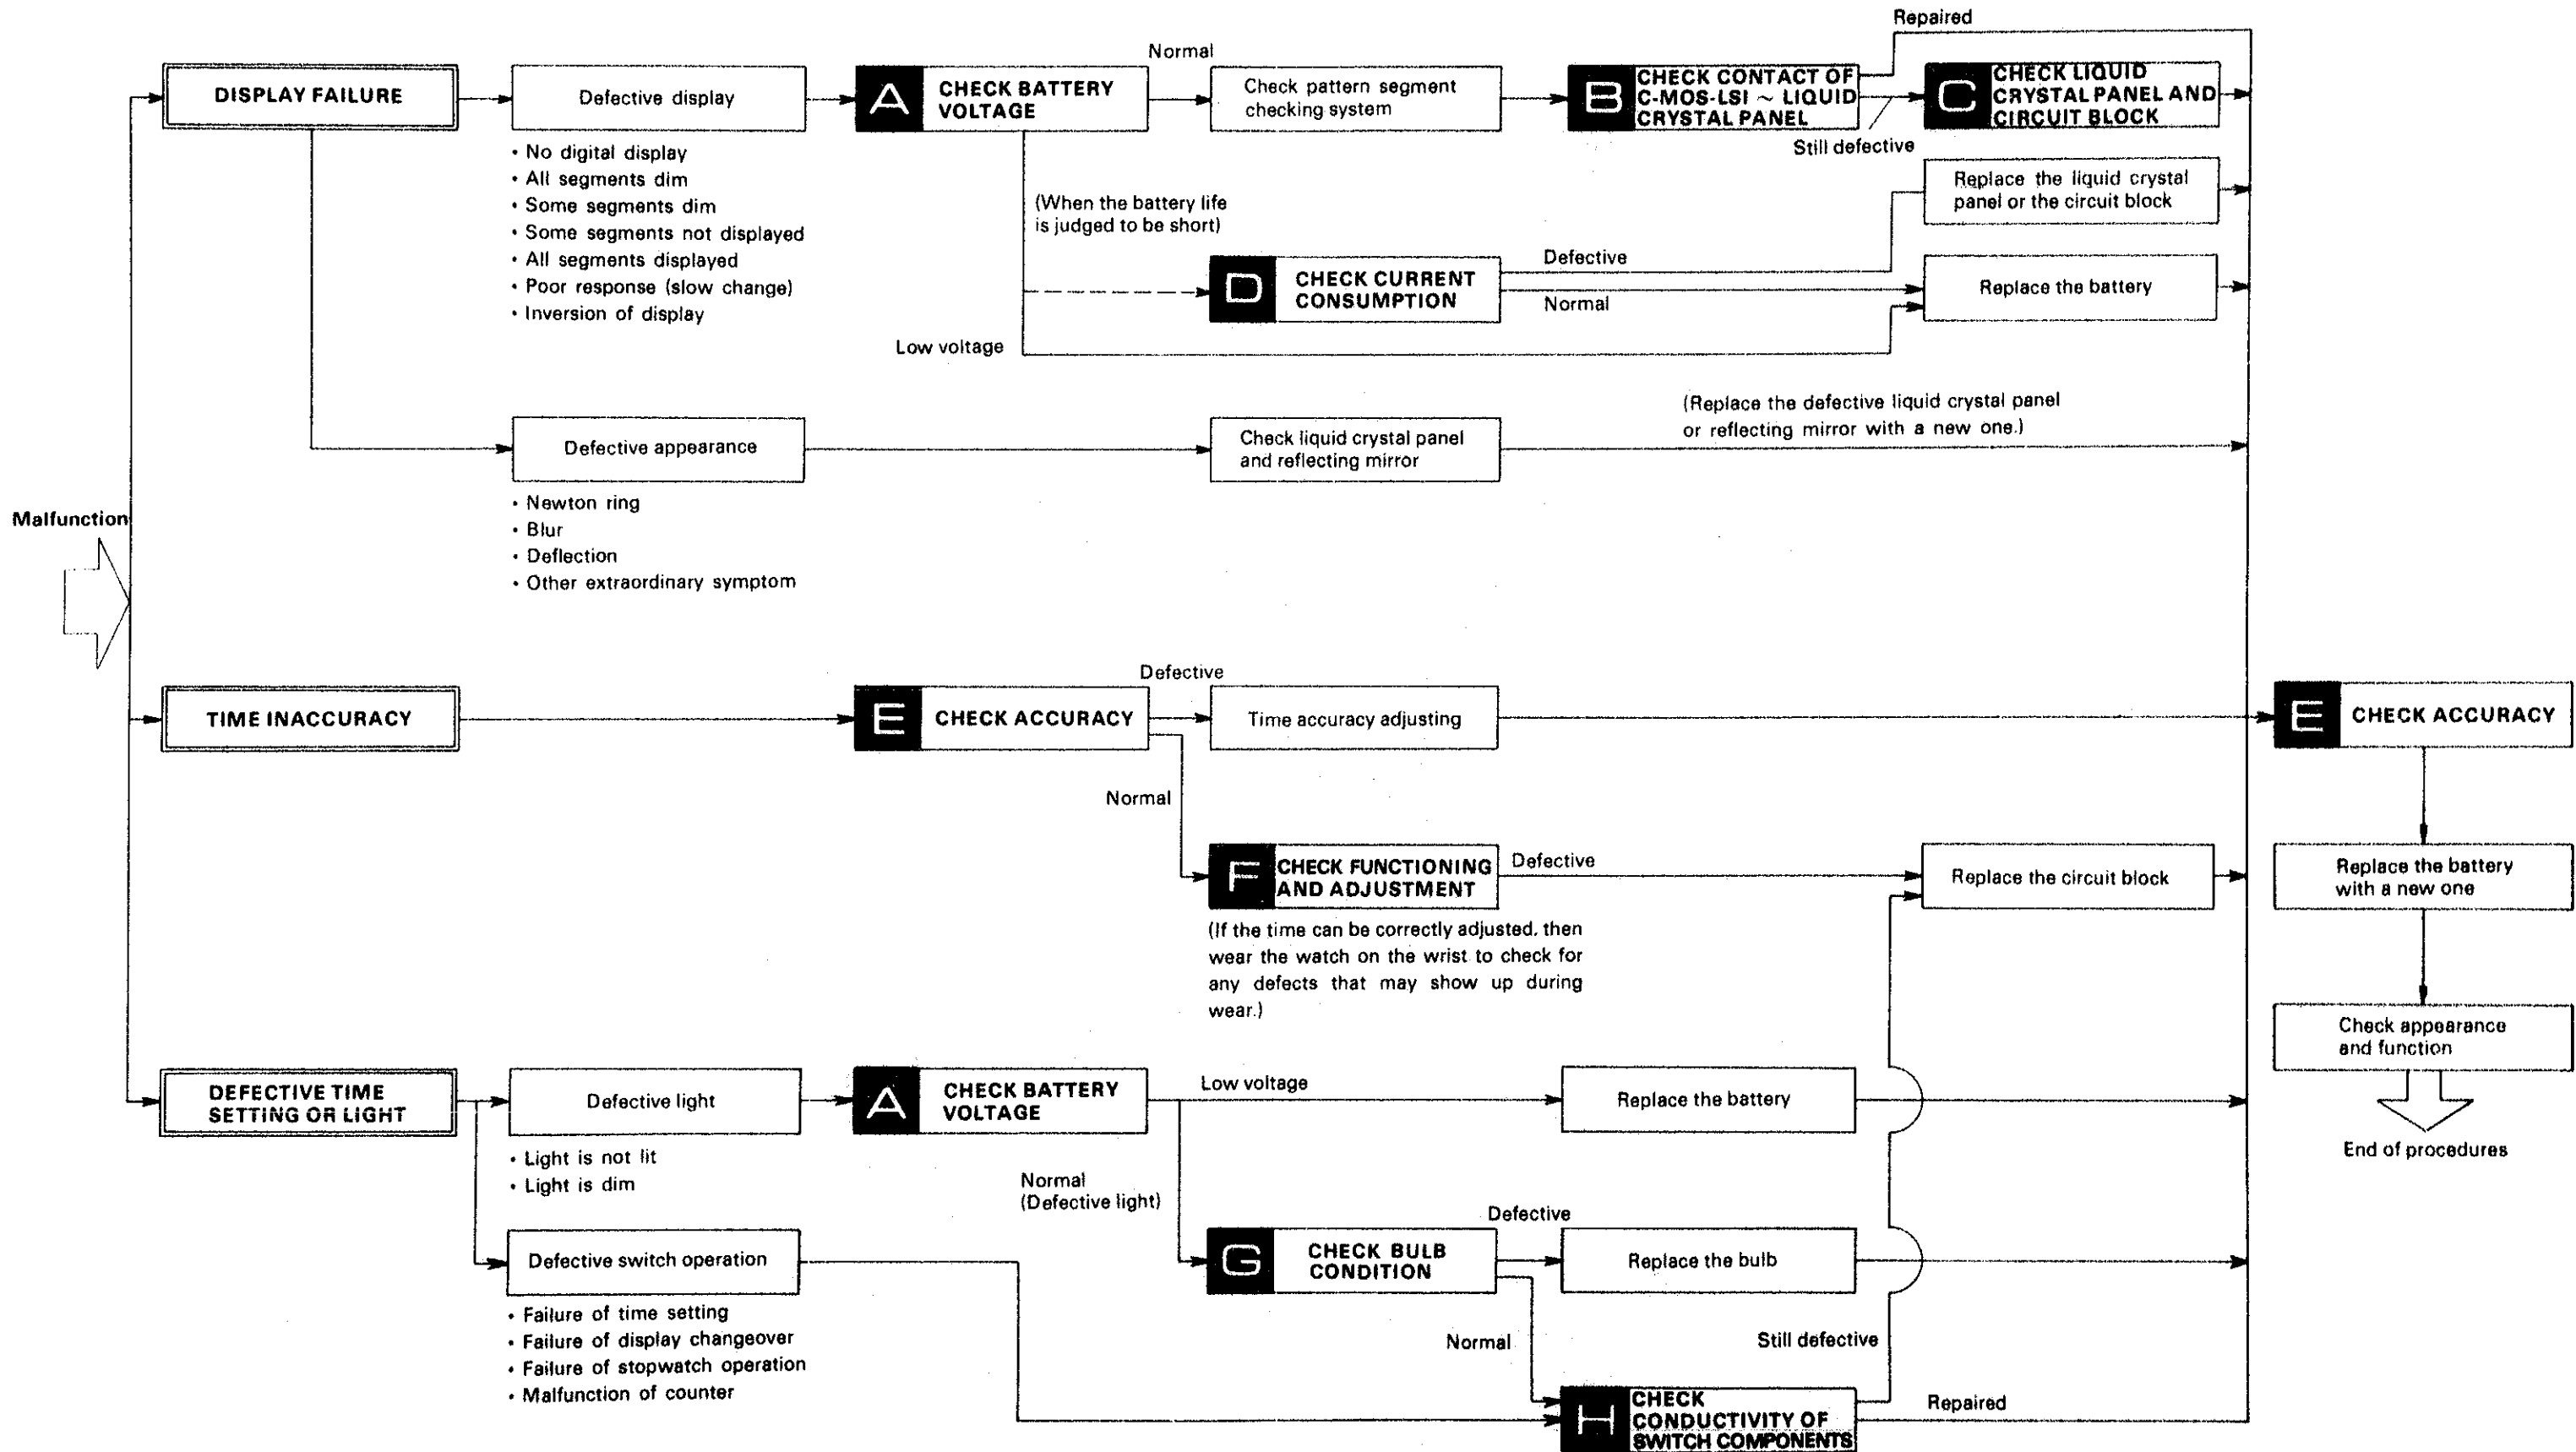 Repaired
Normal
DISPLAY FAILURE
Defective display
A
CHECK BATTERY
VOLTAGE
Check pattern segment
checking system
B
CHECK CONTACT OF
C-MOS-LSI ~ LIQUID
CRYSTAL PANEL
C
CHECK LIQUID
CRYSTAL PANEL AND
CIRCUIT BLOCK
Still defective
• No digital display
• All segments dim
• Some segments dim
• Some segments not displayed
• All segments displayed
• Poor response (slow change)
• Inversion of display
(When the battery life
is judged to be short)
Replace the liquid crystal
panel or the circuit block
D
CHECK CURRENT
CONSUMPTION
Defective
Normal
Replace the battery
Low voltage
Defective appearance
Check liquid crystal panel
and reflecting mirror
(Replace the defective liquid crystal panel
or reflecting mirror with a new one.)
• Newton ring
• Blur
• Deflection
• Other extraordinary symptom
Malfunction
TIME INACCURACY
E
CHECK ACCURACY
Defective
Time accuracy adjusting
E
CHECK ACCURACY
Normal
F
CHECK FUNCTIONING
AND ADJUSTMENT
Defective
Replace the circuit block
Replace the battery
with a new one
(If the time can be correctly adjusted, then
wear the watch on the wrist to check for
any defects that may show up during
wear.)
Check appearance
and function
End of procedures
DEFECTIVE TIME
SETTING OR LIGHT
Defective light
A
CHECK BATTERY
VOLTAGE
Low voltage
Replace the battery
• Light is not lit
• Light is dim
Normal
(Defective light)
Defective switch operation
G
CHECK BULB
CONDITION
Defective
Replace the bulb
• Failure of time setting
• Failure of display changeover
• Failure of stopwatch operation
• Malfunction of counter
Normal
Still defective
H
CHECK
CONDUCTIVITY OF
SWITCH COMPONENTS
Repaired